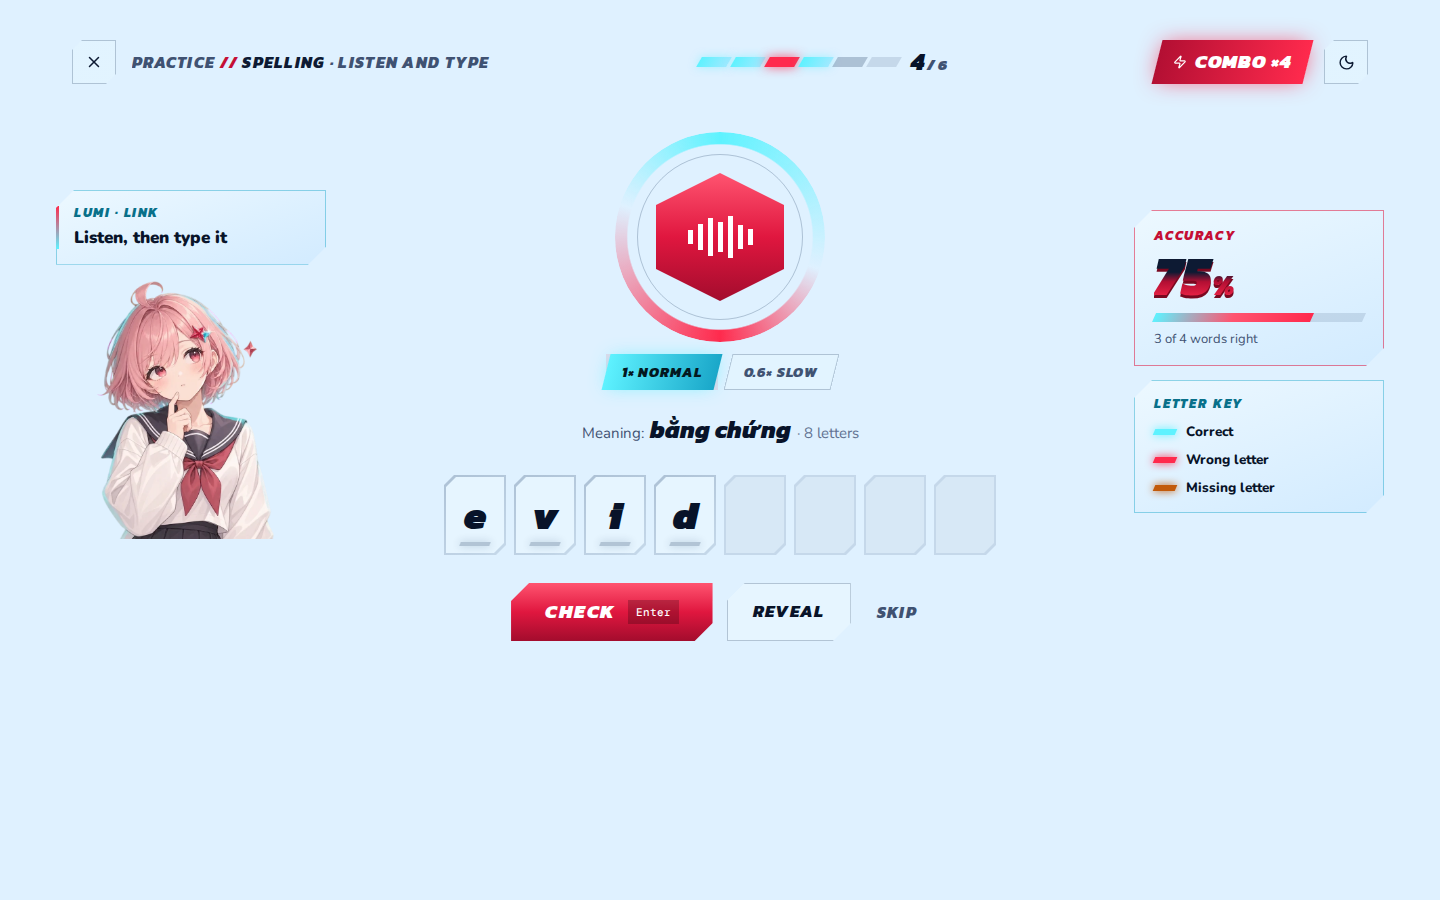 PRACTICE // SPELLING · LISTEN AND TYPE
4 / 6
COMBO ×4
LUMI · LINK
Listen, then type it
1× NORMAL
0.6× SLOW
Meaning: bằng chứng · 8 letters
e v i d
CHECK Enter
REVEAL
SKIP
ACCURACY
75%
3 of 4 words right
LETTER KEY
Correct
Wrong letter
Missing letter